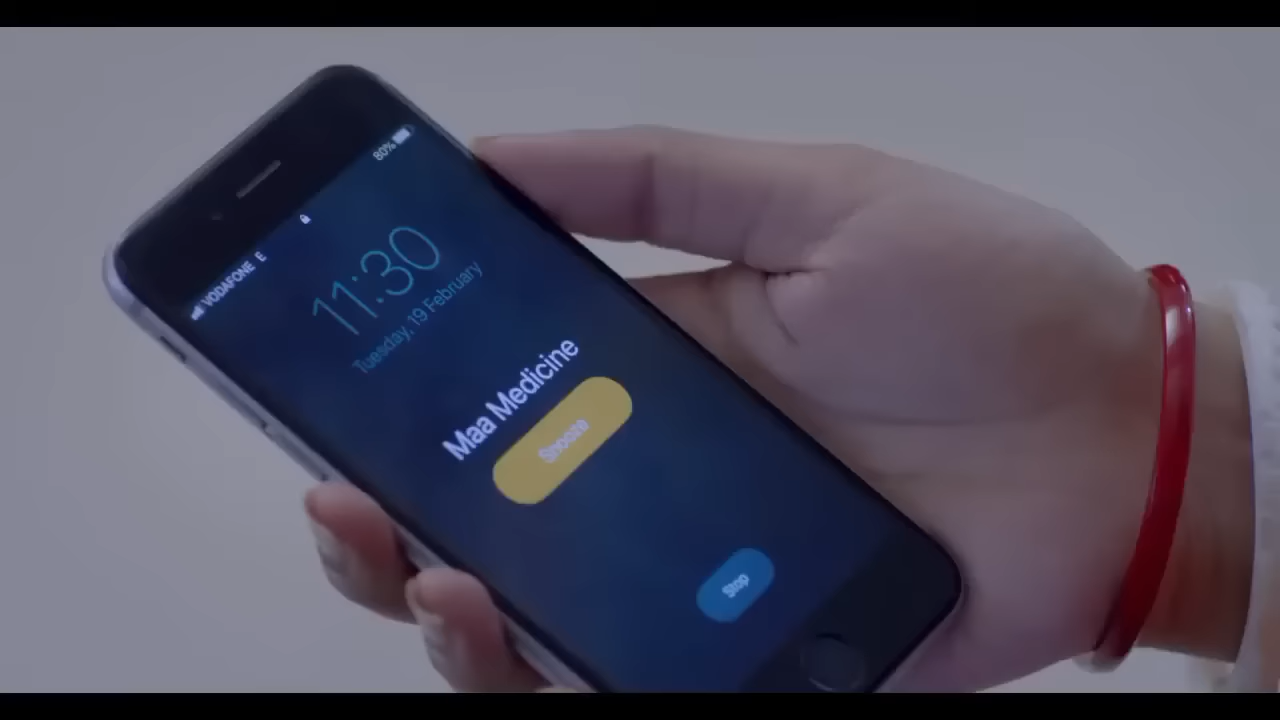 VODAFONE E
80%
11:30
Tuesday, 19 February
Maa Medicine
Snooze
Stop